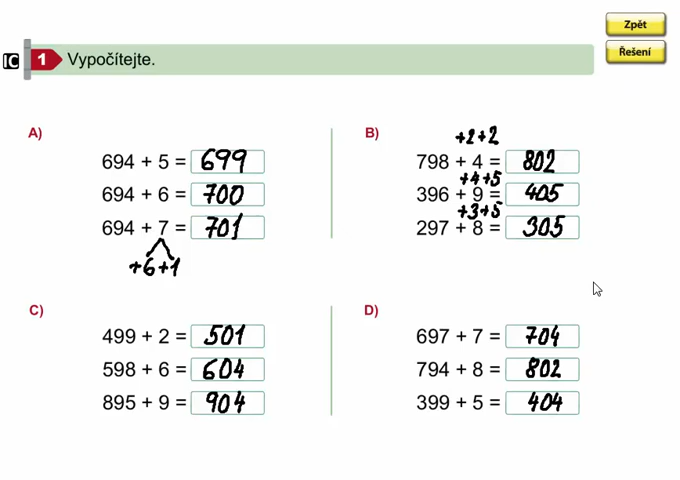 Zpět
Řešení
1 Vypočítejte.
A)
694 + 5 = 699
694 + 6 = 700
694 + 7 = 701
+6+1
B)
+2+2
798 + 4 = 802
+4+5
396 + 9 = 405
+3+5
297 + 8 = 305
C)
499 + 2 = 501
598 + 6 = 604
895 + 9 = 904
D)
697 + 7 = 704
794 + 8 = 802
399 + 5 = 404